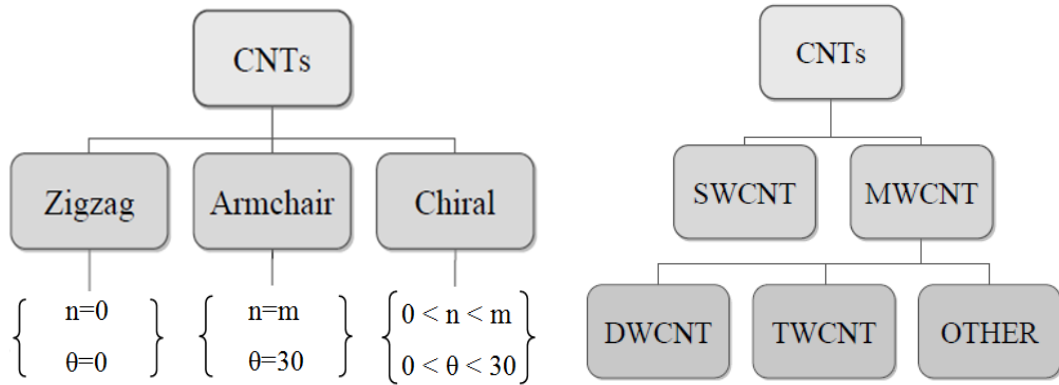 CNTs
Zigzag
Armchair
Chiral
n=0
θ=0
n=m
θ=30
0 < n < m
0 < θ < 30
CNTs
SWCNT
MWCNT
DWCNT
TWCNT
OTHER